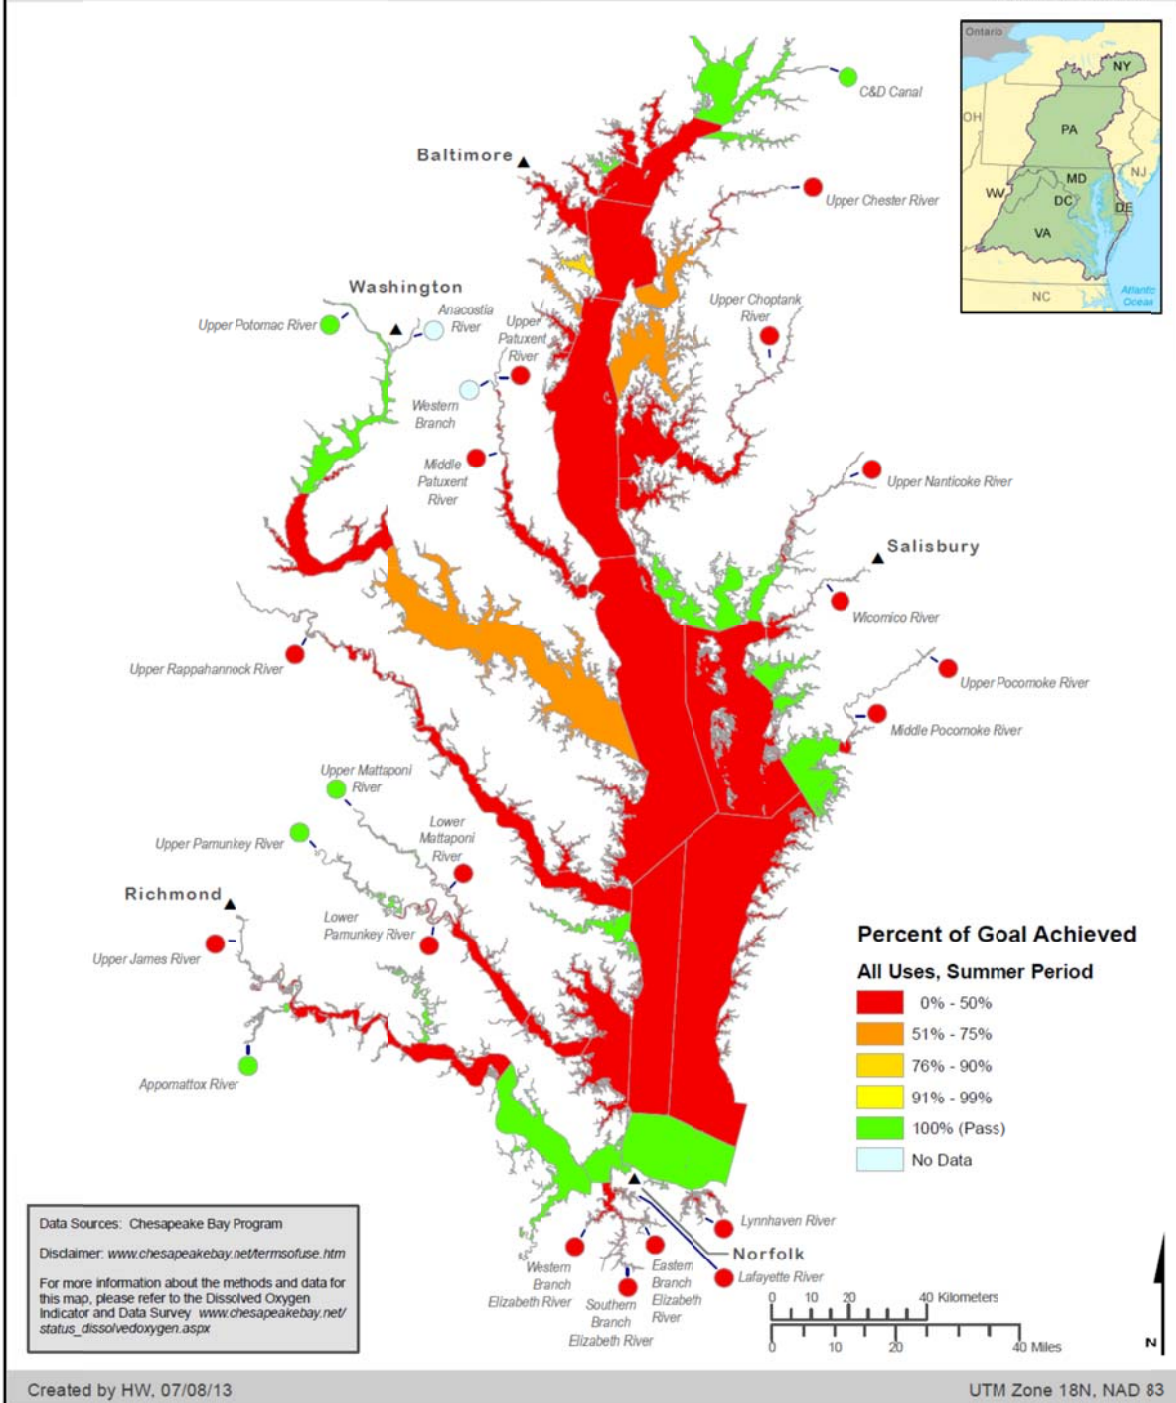 Ontario
NY
OH
PA
NJ
WV
MD
DC
DE
VA
NC
Atlantic
Ocean
C&D Canal
Baltimore
Upper Chester River
Washington
Upper Potomac River
Anacostia
River
Upper
Patuxent
River
Upper Choptank
River
Western
Branch
Middle
Patuxent
River
Upper Nanticoke River
Salisbury
Wicomico River
Upper Rappahannock River
Upper Pocomoke River
Middle Pocomoke River
Upper Mattaponi
River
Upper Pamunkey River
Lower
Mattaponi
River
Richmond
Lower
Pamunkey River
Upper James River
Appomattox River
Percent of Goal Achieved
All Uses, Summer Period
0% - 50%
51% - 75%
76% - 90%
91% - 99%
100% (Pass)
No Data
Lynnhaven River
Norfolk
Lafayette River
Western
Branch
Elizabeth River
Southern
Branch
Elizabeth River
Eastern
Branch
Elizabeth
River
0 10 20 40 Kilometers
0 10 20 40 Miles
N
Data Sources: Chesapeake Bay Program
Disclaimer: www.chesapeakebay.net/termsofuse.htm
For more information about the methods and data for
this map, please refer to the Dissolved Oxygen
Indicator and Data Survey www.chesapeakebay.net/
status_dissolvedoxygen.aspx
Created by HW, 07/08/13
UTM Zone 18N, NAD 83